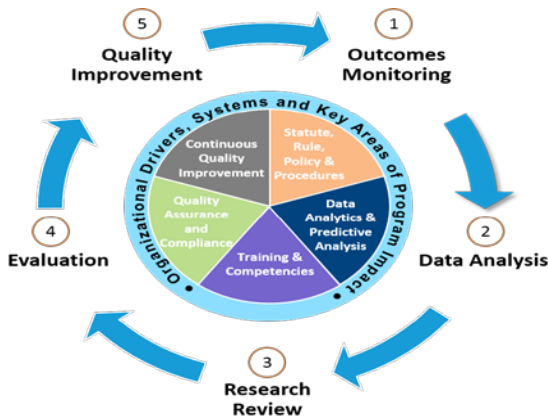 5
Quality
Improvement
1
Outcomes
Monitoring
Organizational Drivers, Systems and Key Areas of Program Impact
Continuous
Quality
Improvement
Statute,
Rule,
Policy &
Procedures
Quality
Assurance
and
Compliance
Data
Analytics &
Predictive
Analysis
Training &
Competencies
4
Evaluation
2
Data Analysis
3
Research
Review